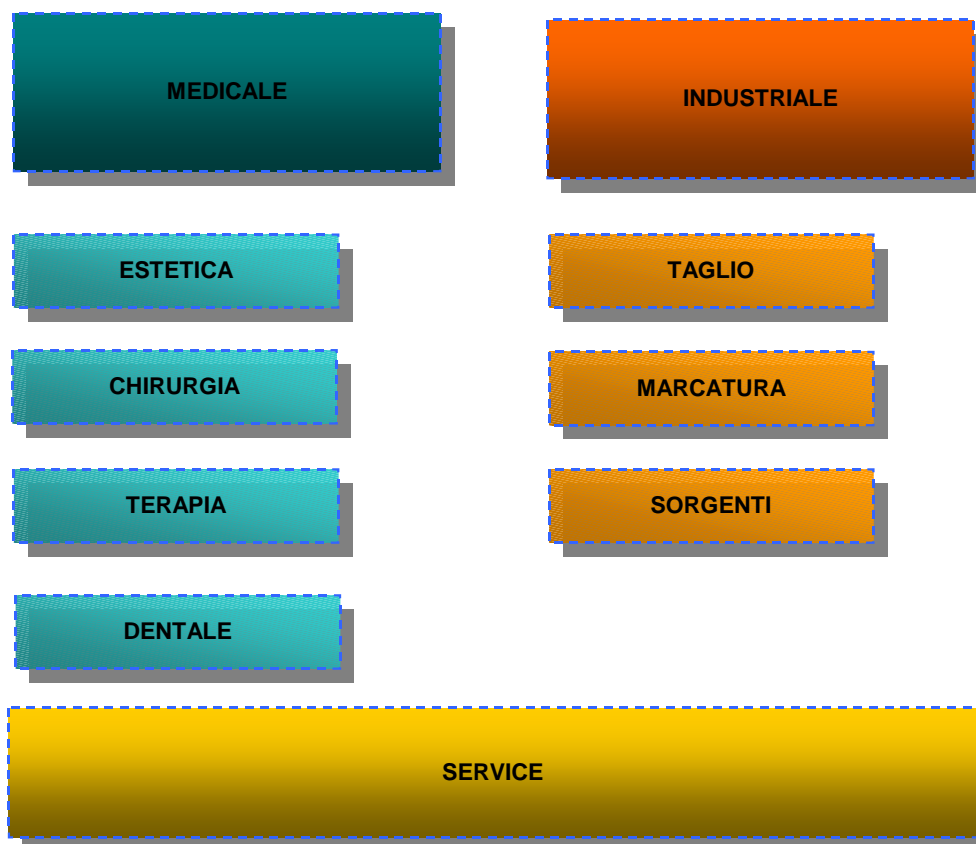 MEDICALE
INDUSTRIALE
ESTETICA
TAGLIO
CHIRURGIA
MARCATURA
TERAPIA
SORGENTI
DENTALE
SERVICE